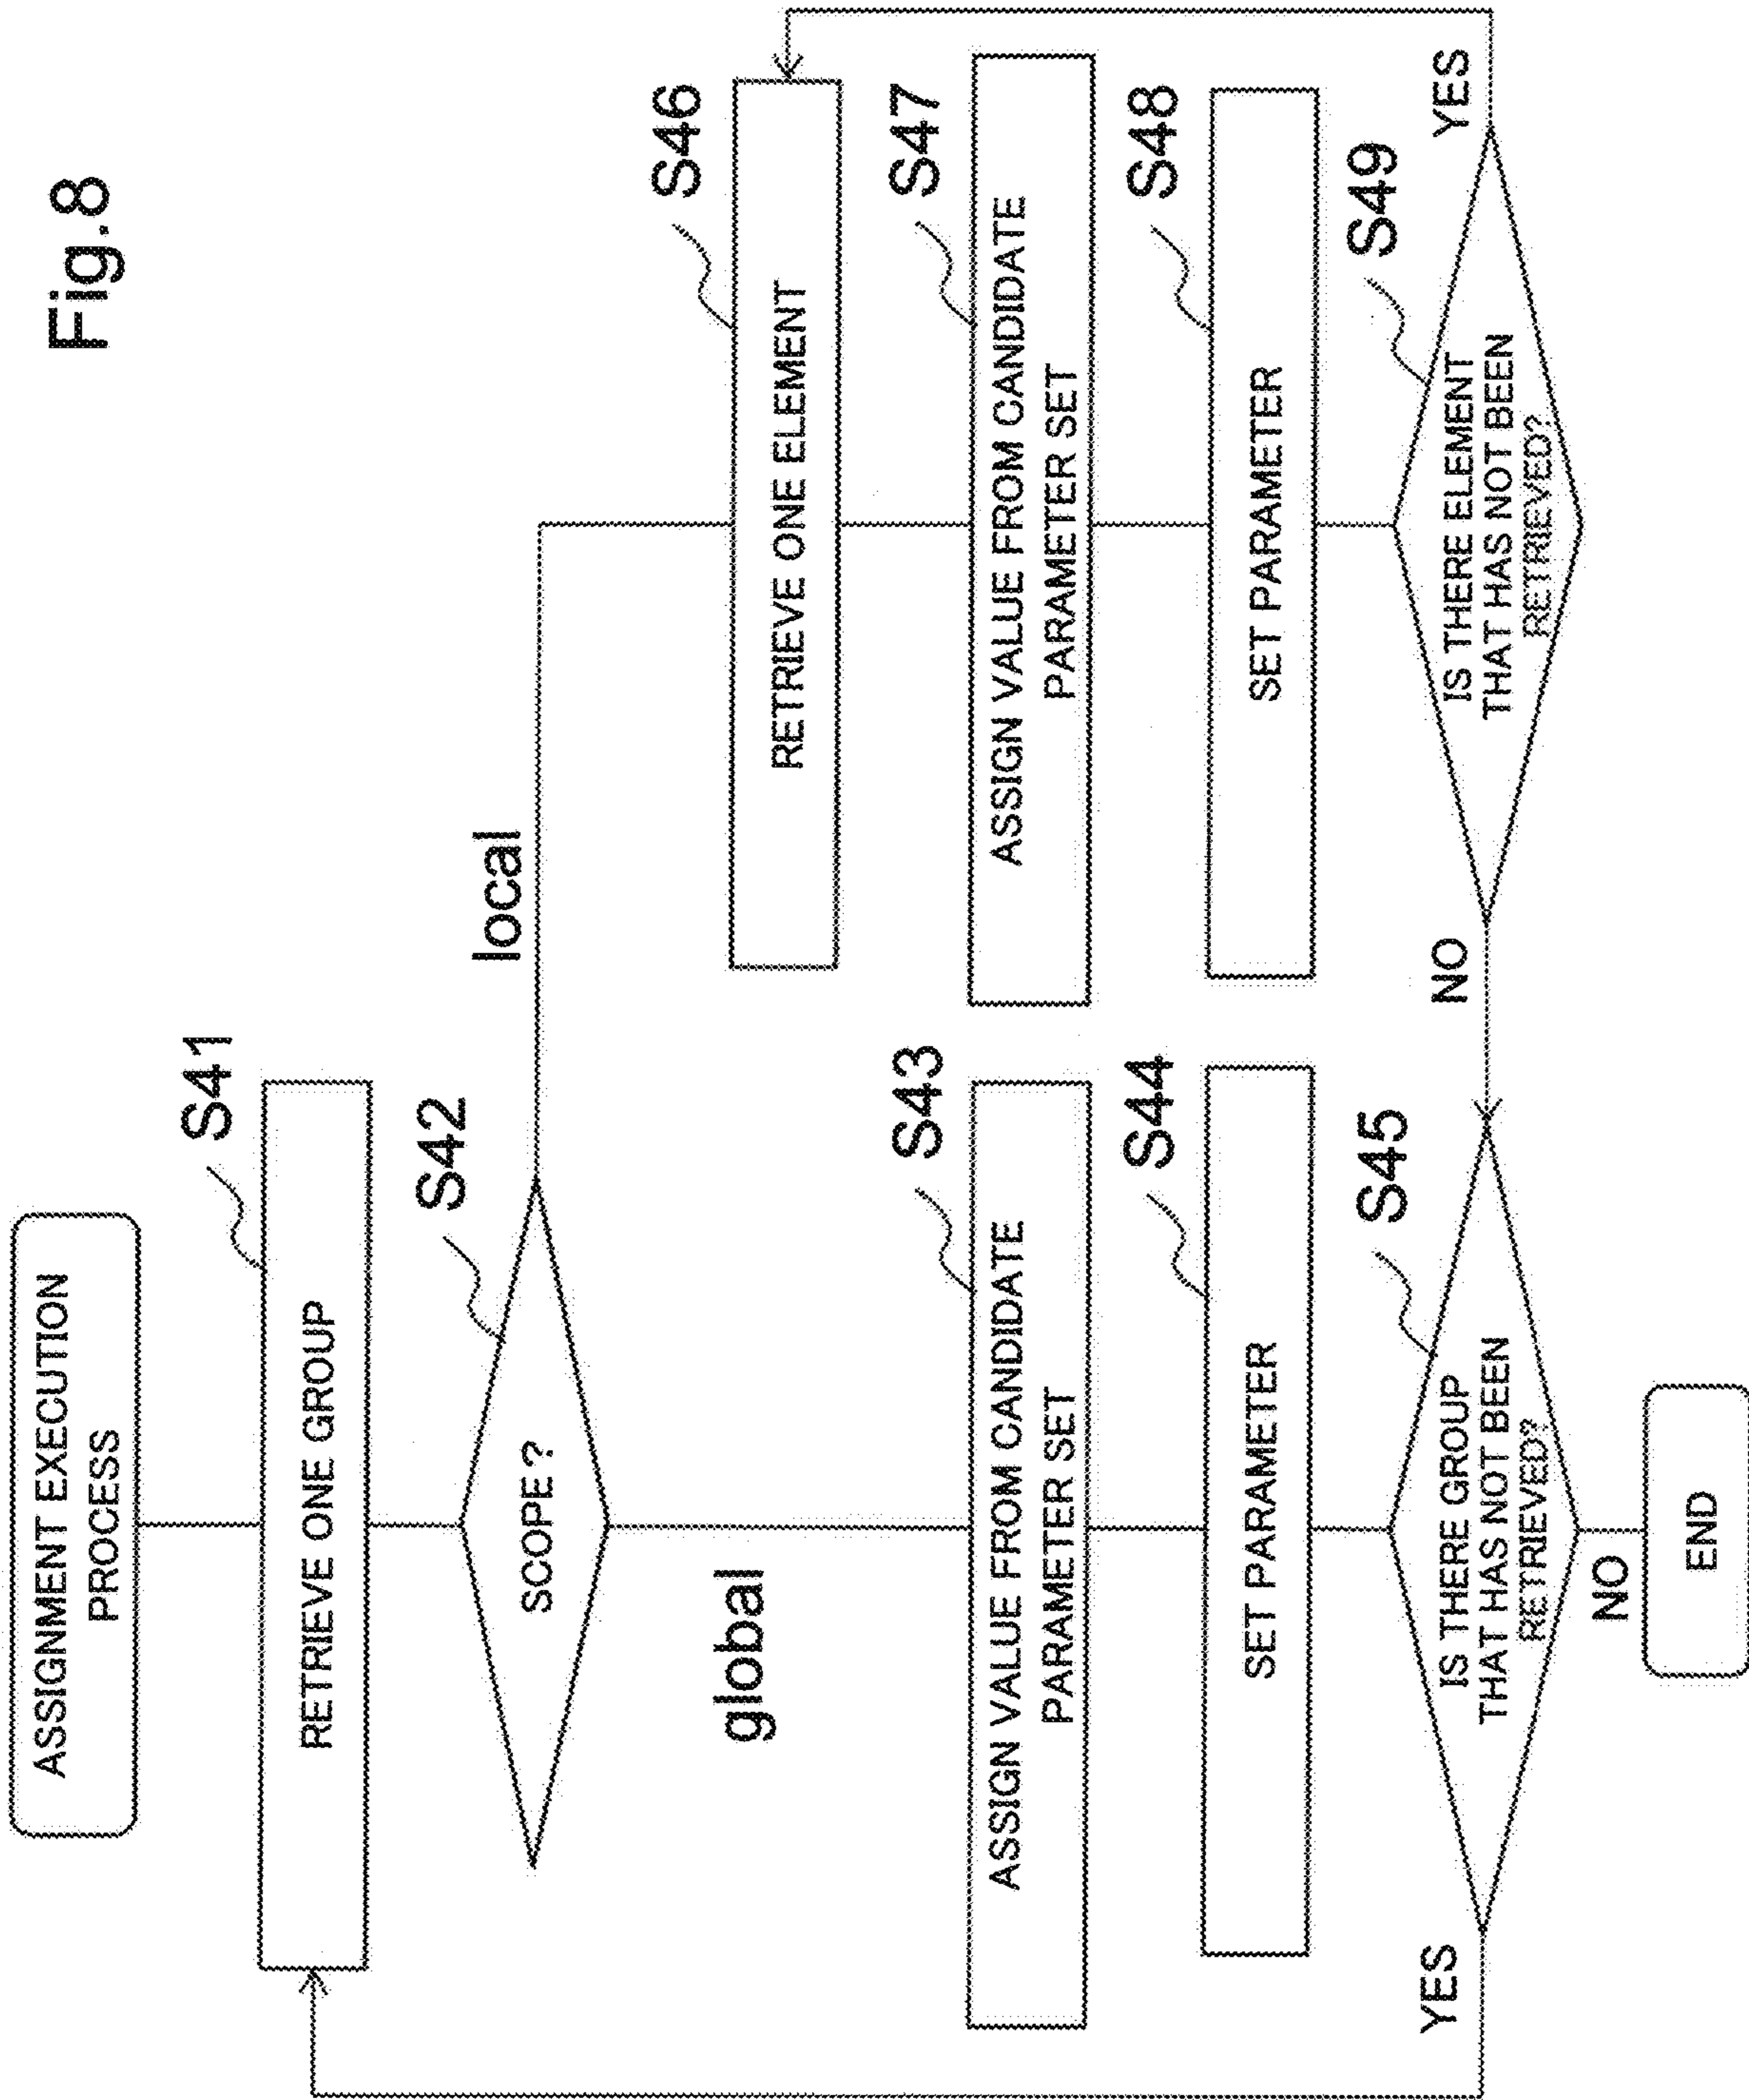 Fig.8
ASSIGNMENT EXECUTION
PROCESS
S41
RETRIEVE ONE GROUP
S42
SCOPE?
local
global
S43
ASSIGN VALUE FROM CANDIDATE
PARAMETER SET
S44
SET PARAMETER
S45
IS THERE GROUP
THAT HAS NOT BEEN
RETRIEVED?
YES
NO
END
S46
RETRIEVE ONE ELEMENT
S47
ASSIGN VALUE FROM CANDIDATE
PARAMETER SET
S48
SET PARAMETER
S49
IS THERE ELEMENT
THAT HAS NOT BEEN
RETRIEVED?
YES
NO